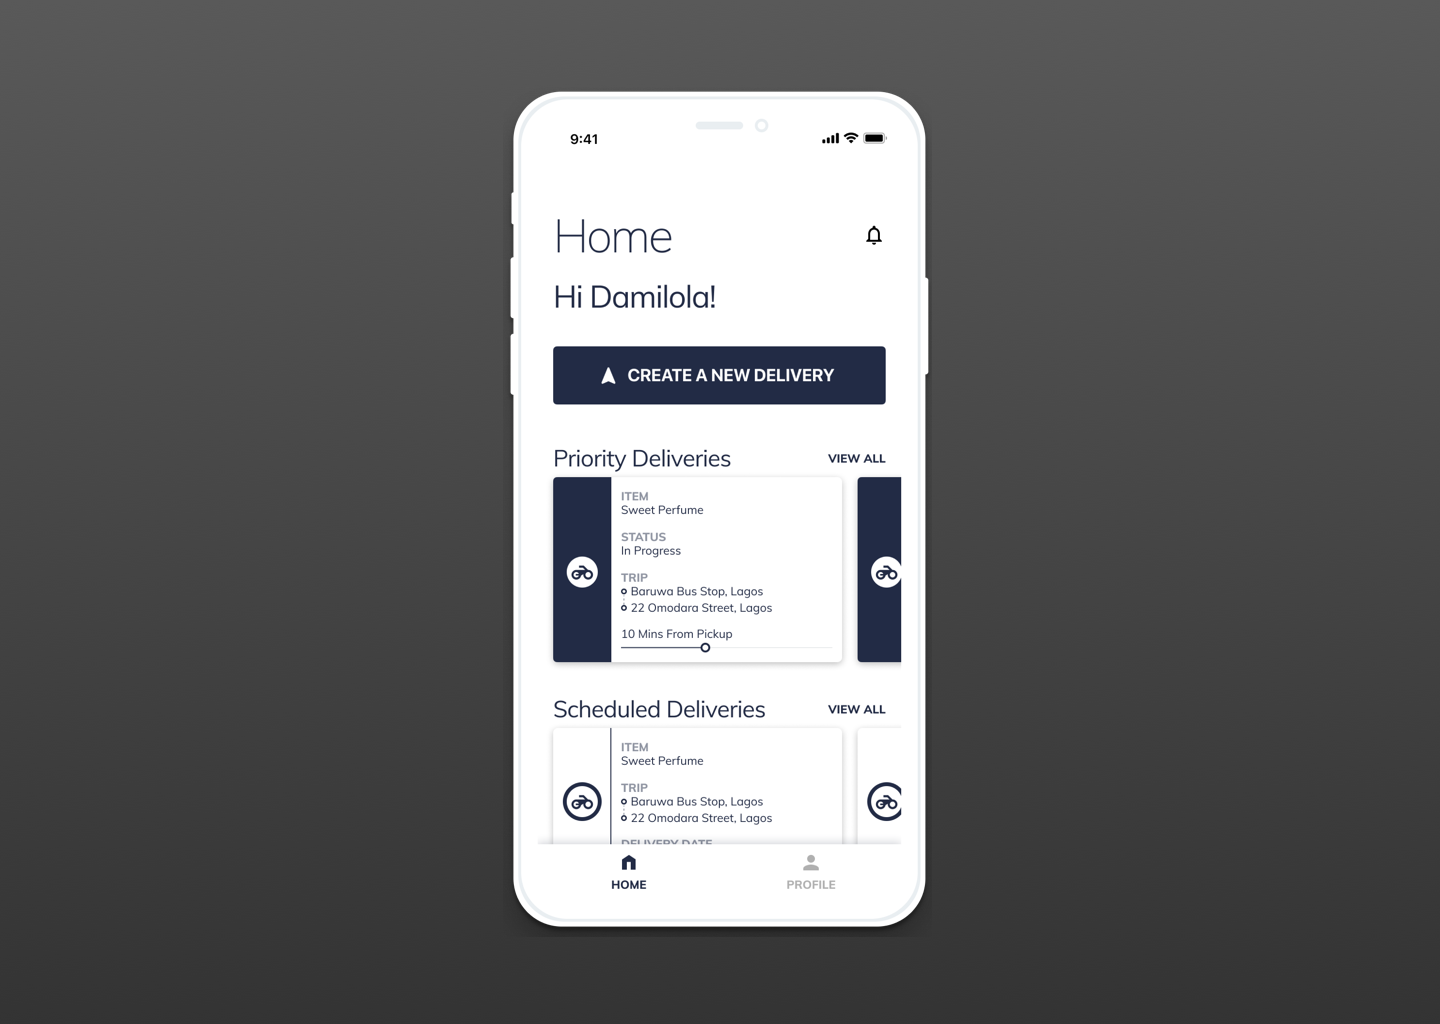 9:41
Home
Hi Damilola!
CREATE A NEW DELIVERY
Priority Deliveries
VIEW ALL
ITEM
Sweet Perfume
STATUS
In Progress
TRIP
Baruwa Bus Stop, Lagos
22 Omodara Street, Lagos
10 Mins From Pickup
Scheduled Deliveries
VIEW ALL
ITEM
Sweet Perfume
TRIP
Baruwa Bus Stop, Lagos
22 Omodara Street, Lagos
DELIVERY DATE
HOME
PROFILE